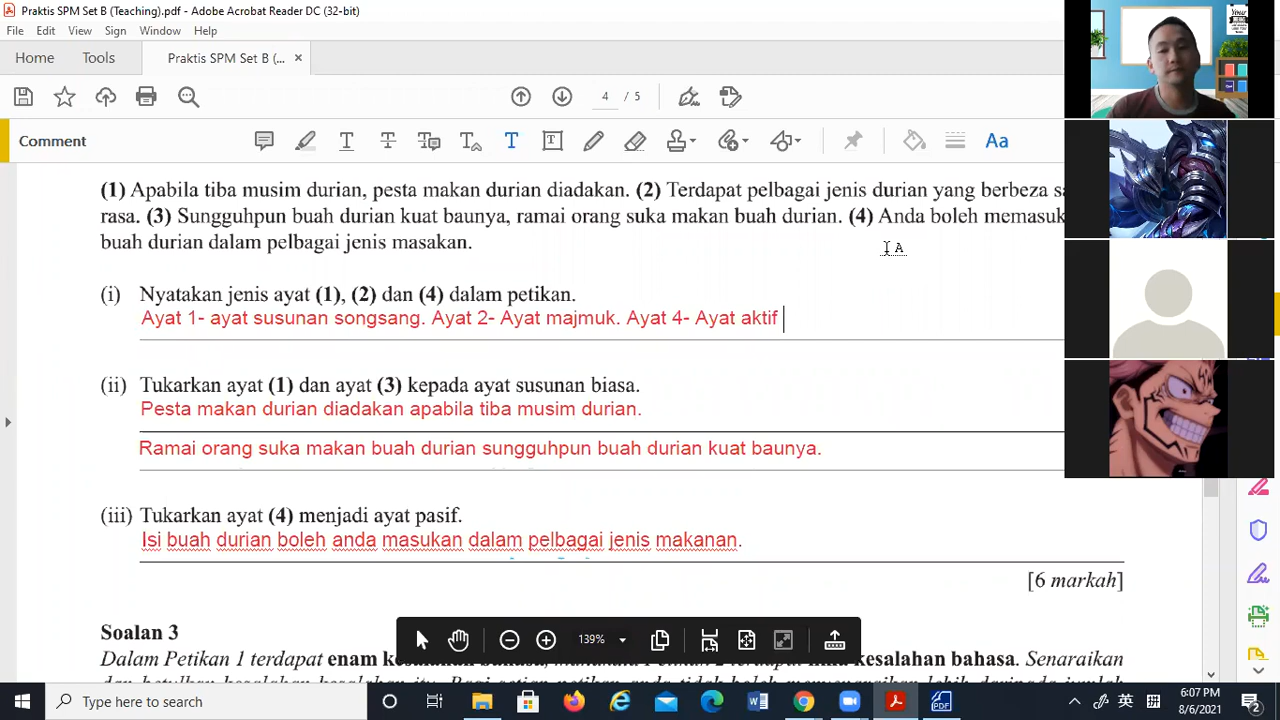 Praktis SPM Set B (Teaching).pdf - Adobe Acrobat Reader DC (32-bit)
File Edit View Sign Window Help
Home Tools Praktis SPM Set B (... ×
4 / 5
Comment
(1) Apabila tiba musim durian, pesta makan durian diadakan. (2) Terdapat pelbagai jenis durian yang berbeza
rasa. (3) Sungguhpun buah durian kuat baunya, ramai orang suka makan buah durian. (4) Anda boleh
buah durian dalam pelbagai jenis masakan.
(i) Nyatakan jenis ayat (1), (2) dan (4) dalam petikan.
Ayat 1- ayat susunan songsang. Ayat 2- Ayat majmuk. Ayat 4- Ayat aktif
(ii) Tukarkan ayat (1) dan ayat (3) kepada ayat susunan biasa.
Pesta makan durian diadakan apabila tiba musim durian.
Ramai orang suka makan buah durian sungguhpun buah durian kuat baunya.
(iii) Tukarkan ayat (4) menjadi ayat pasif.
Isi buah durian boleh anda masukan dalam pelbagai jenis makanan.
[6 markah]
139%
Soalan 3
Dalam Petikan 1 terdapat enam kesalahan bahasa, kesalahan bahasa. Senaraikan
Type here to search
英 拼
6:07 PM
8/6/2021
2